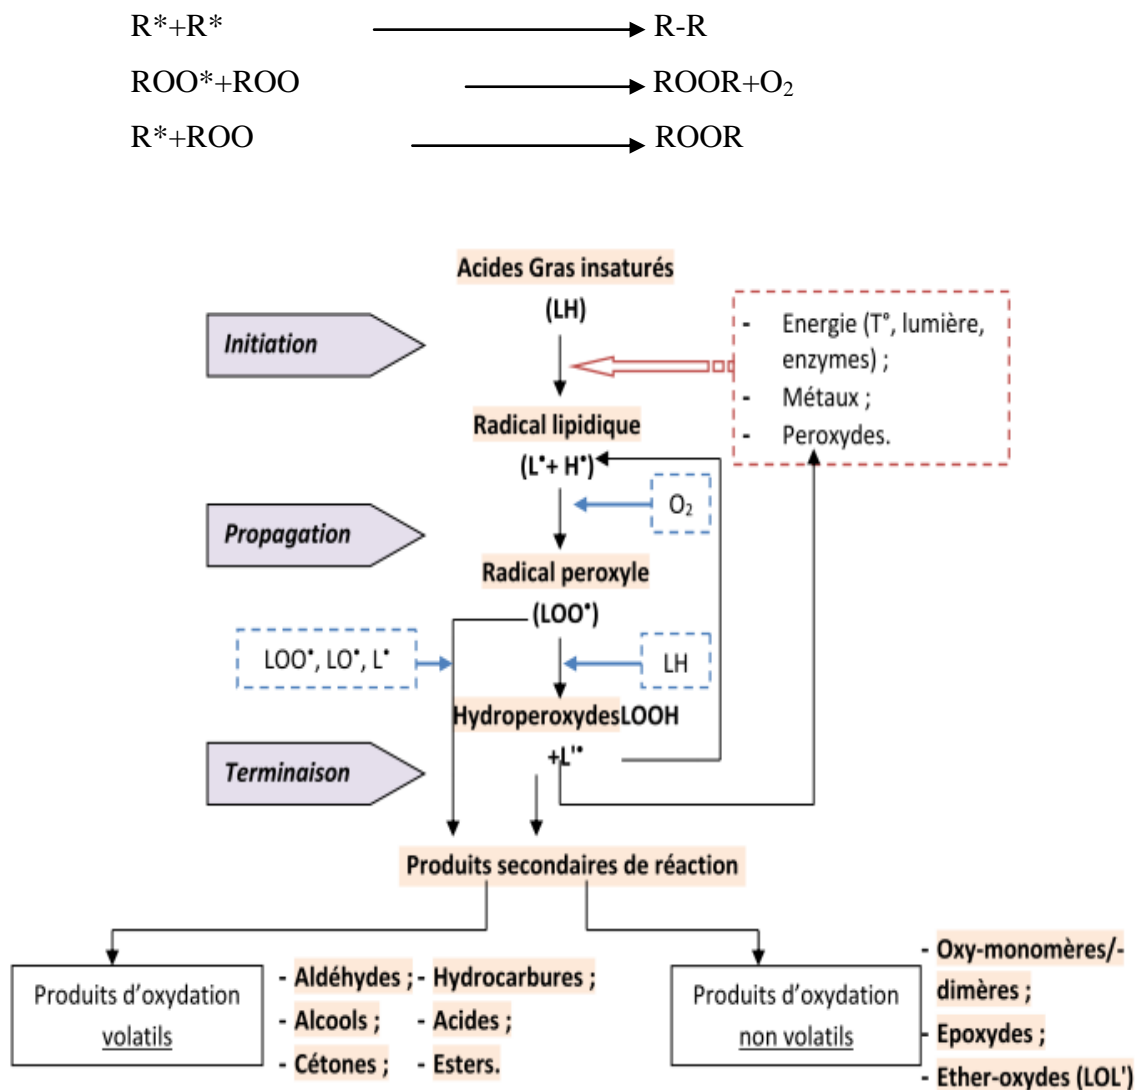 R*+R* R-R
ROO*+ROO ROOR+O₂
R*+ROO ROOR
Acides Gras insaturés
(LH)
Initiation
- Energie (T°, lumière,
enzymes) ;
- Métaux ;
- Peroxydes.
Radical lipidique
(L•+ H•)
O₂
Propagation
Radical peroxyle
(LOO•)
LOO•, LO•, L•
LH
HydroperoxydesLOOH
+L'•
Terminaison
Produits secondaires de réaction
Produits d'oxydation
volatils
- Aldéhydes ;
- Alcools ;
- Cétones ;
- Hydrocarbures ;
- Acides ;
- Esters.
Produits d'oxydation
non volatils
- Oxy-monomères/-
dimères ;
- Epoxydes ;
- Ether-oxydes (LOL')